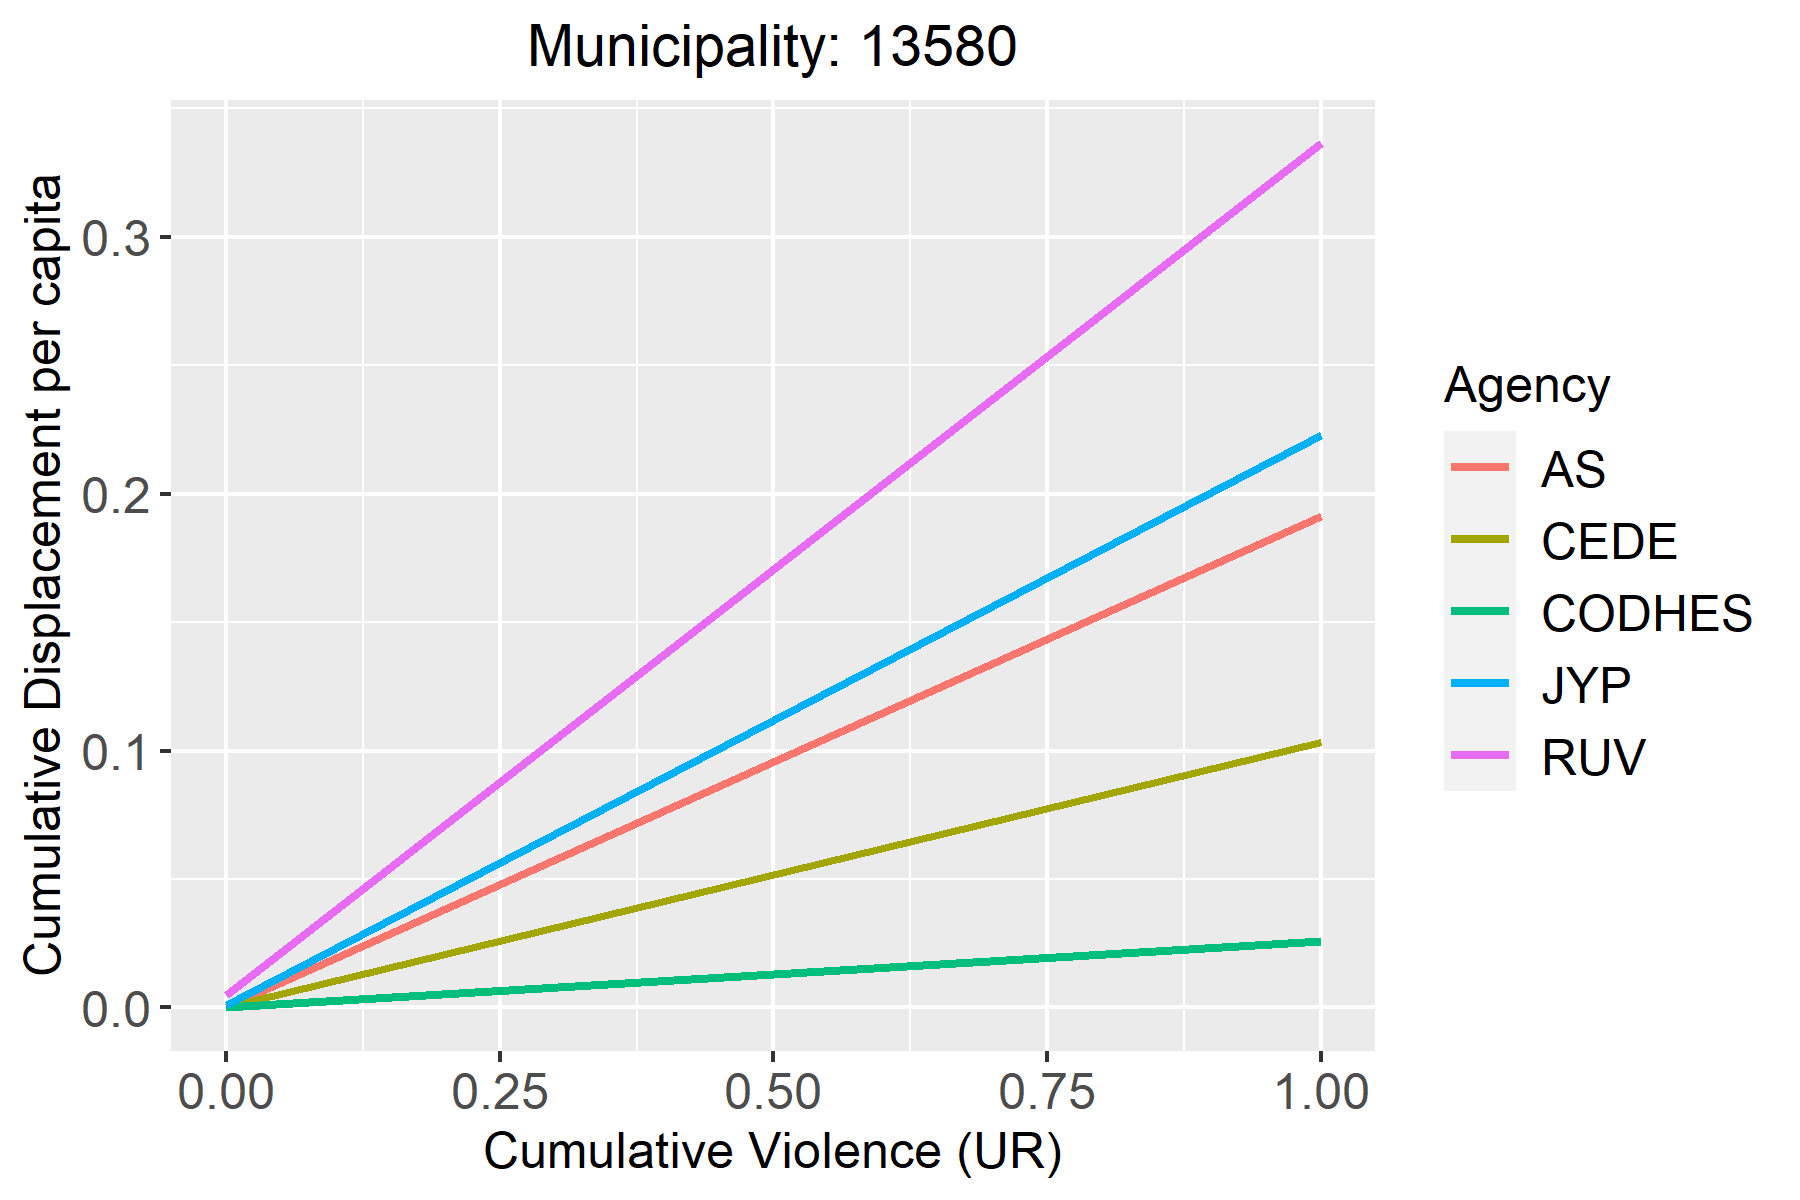 Municipality: 13580
Cumulative Displacement per capita
0.3
0.2
0.1
0.0
0.00 0.25 0.50 0.75 1.00
Cumulative Violence (UR)
Agency
AS
CEDE
CODHES
JYP
RUV